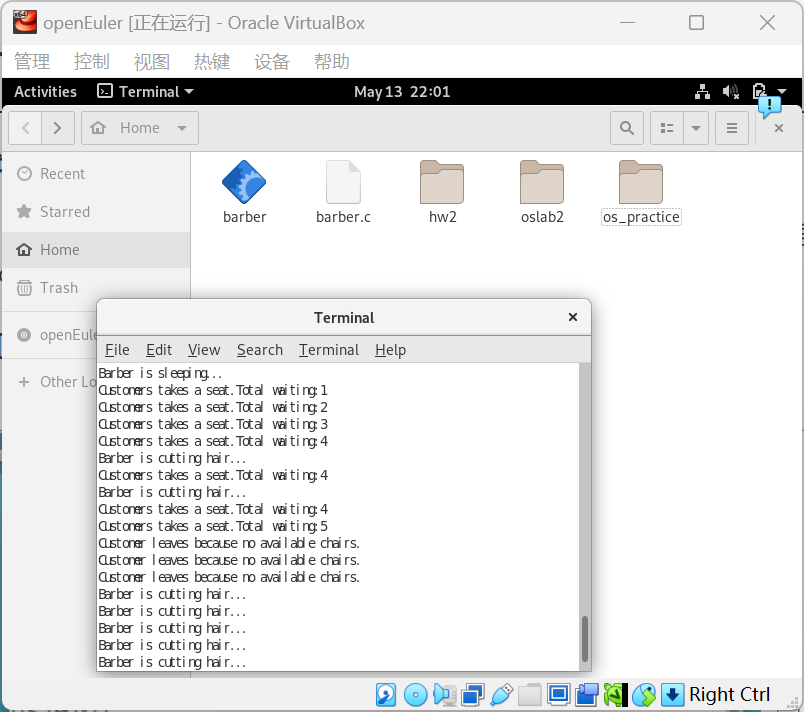 openEuler [正在运行] - Oracle VirtualBox
管理 控制 视图 热键 设备 帮助
Activities Terminal May 13 22:01
Home
Recent
Starred
Home
Trash
openEule
Other Lo
barber barber.c hw2 oslab2 os_practice
Terminal
File Edit View Search Terminal Help
Barber is sleeping...
Customers takes a seat.Total waiting:1
Customers takes a seat.Total waiting:2
Customers takes a seat.Total waiting:3
Customers takes a seat.Total waiting:4
Barber is cutting hair...
Customers takes a seat.Total waiting:4
Barber is cutting hair...
Customers takes a seat.Total waiting:4
Customers takes a seat.Total waiting:5
Customer leaves because no available chairs.
Customer leaves because no available chairs.
Customer leaves because no available chairs.
Barber is cutting hair...
Barber is cutting hair...
Barber is cutting hair...
Barber is cutting hair...
Barber is cutting hair...
Right Ctrl